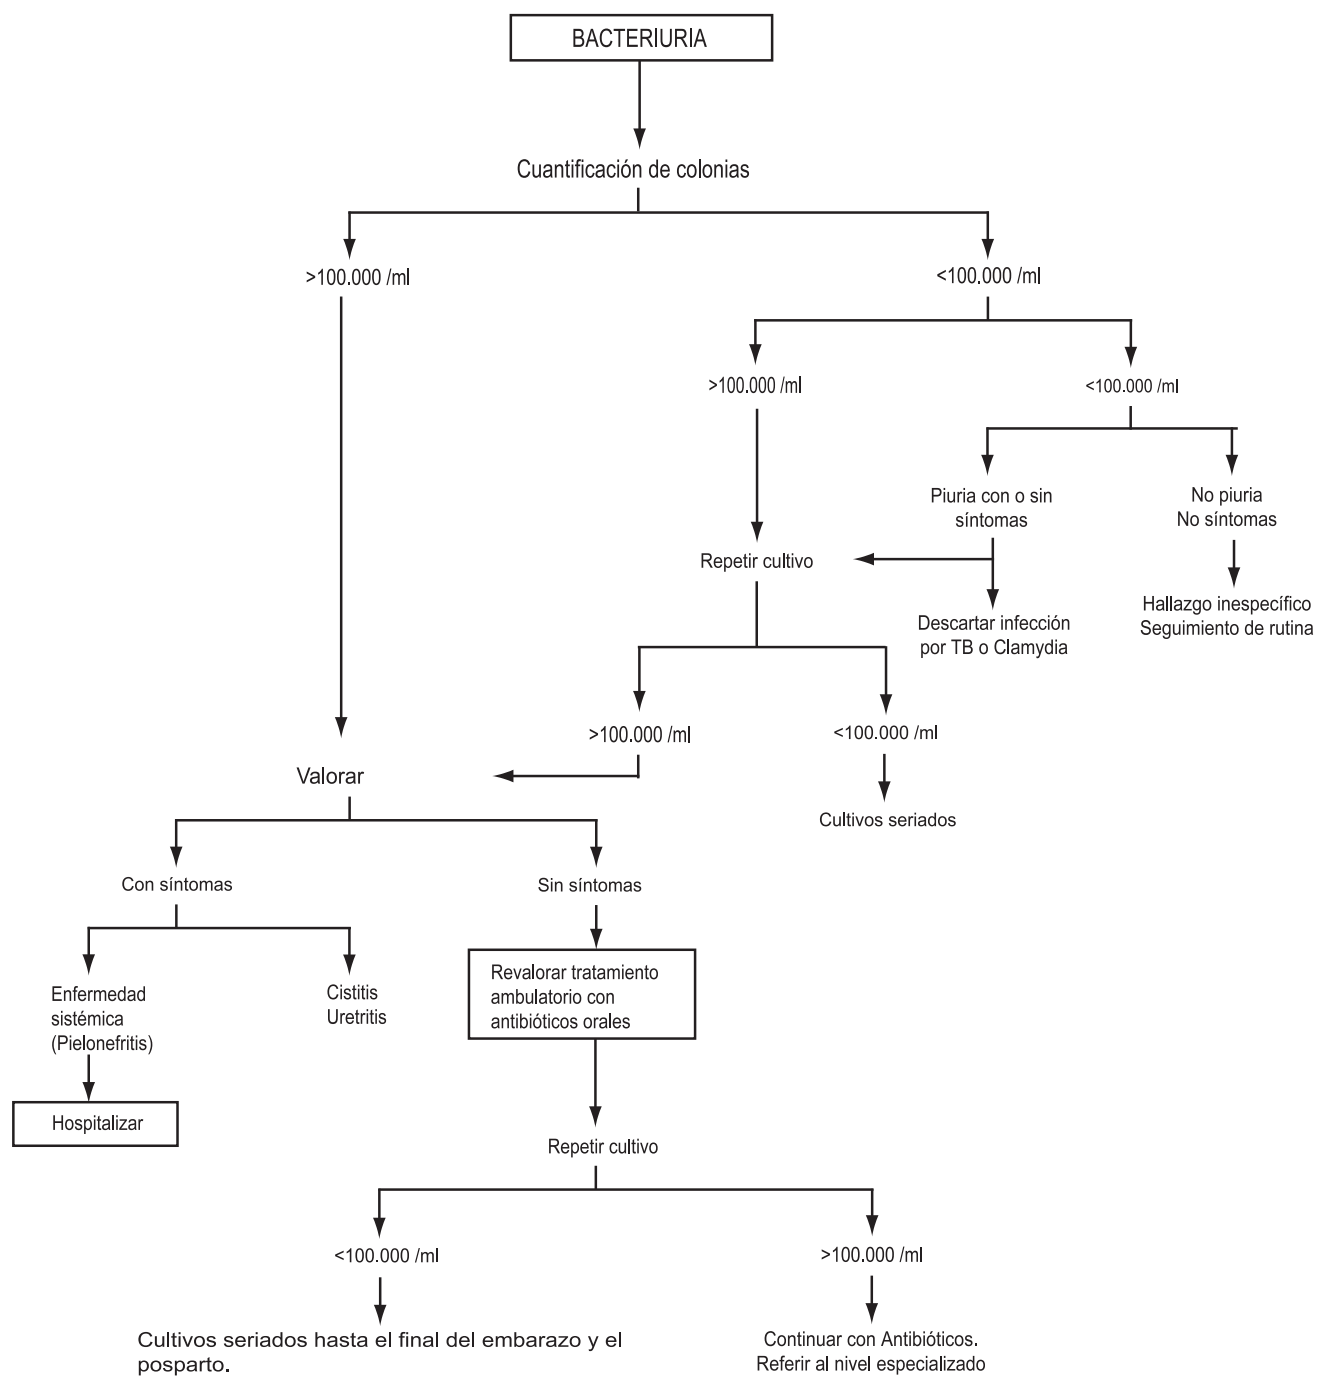 BACTERIURIA
Cuantificación de colonias
>100.000 /ml
<100.000 /ml
>100.000 /ml
<100.000 /ml
Piuria con o sin
síntomas
No piuria
No síntomas
Repetir cultivo
Descartar infección
por TB o Clamydia
Hallazgo inespecífico
Seguimiento de rutina
>100.000 /ml
<100.000 /ml
Valorar
Cultivos seriados
Con síntomas
Sin síntomas
Enfermedad
sistémica
(Pielonefritis)
Cistitis
Uretritis
Revalorar tratamiento
ambulatorio con
antibióticos orales
Hospitalizar
Repetir cultivo
<100.000 /ml
>100.000 /ml
Cultivos seriados hasta el final del embarazo y el
posparto.
Continuar con Antibióticos.
Referir al nivel especializado